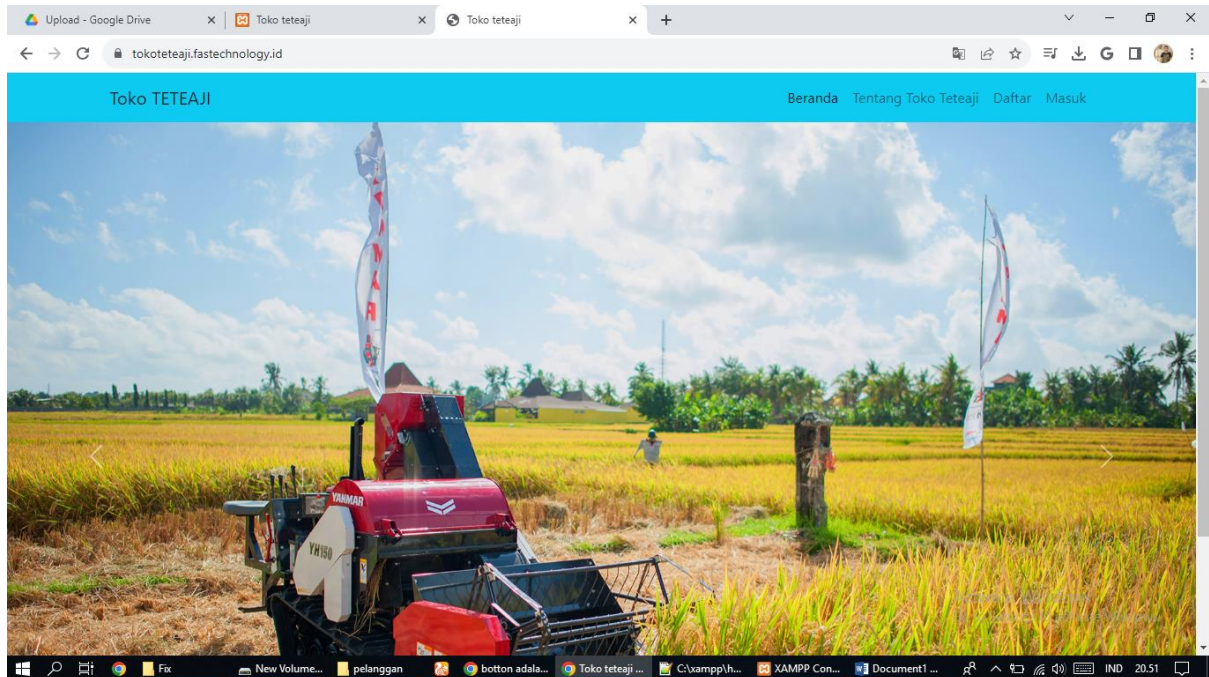 Upload - Google Drive
Toko teteaji
Toko teteaji
tokoteteaji.fastechnology.id
Toko TETEAJI
Beranda Tentang Toko Teteaji Daftar Masuk
YANMAR
YH150
Fix
New Volume...
pelanggan
botton adala...
Toko teteaji ...
C:\xampp\h...
XAMPP Con...
Document1 ...
IND
20.51